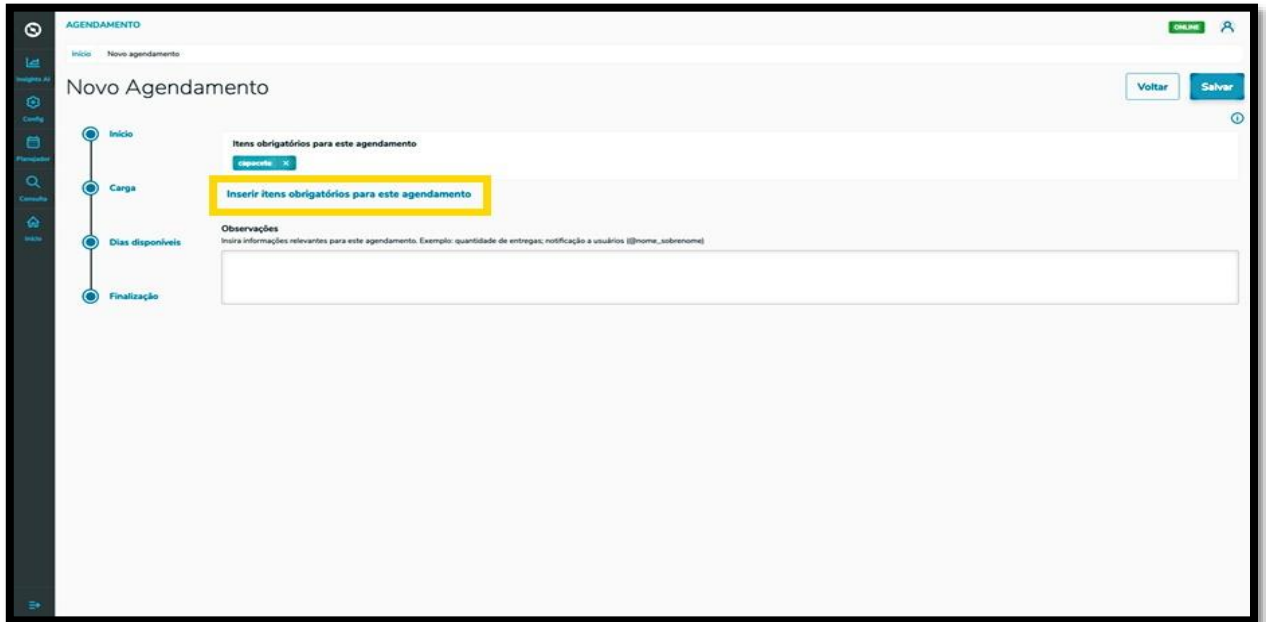 AGENDAMENTO
ONLINE
Início Novo agendamento
Insights AI
Novo Agendamento
Voltar
Salvar
Config
Início
Itens obrigatórios para este agendamento
Planejador
capacete ×
Carga
Inserir itens obrigatórios para este agendamento
Consulta
Observações
Início
Dias disponíveis
Insira informações relevantes para este agendamento. Exemplo: quantidade de entregas; notificação a usuários (@nome_sobrenome)
Finalização